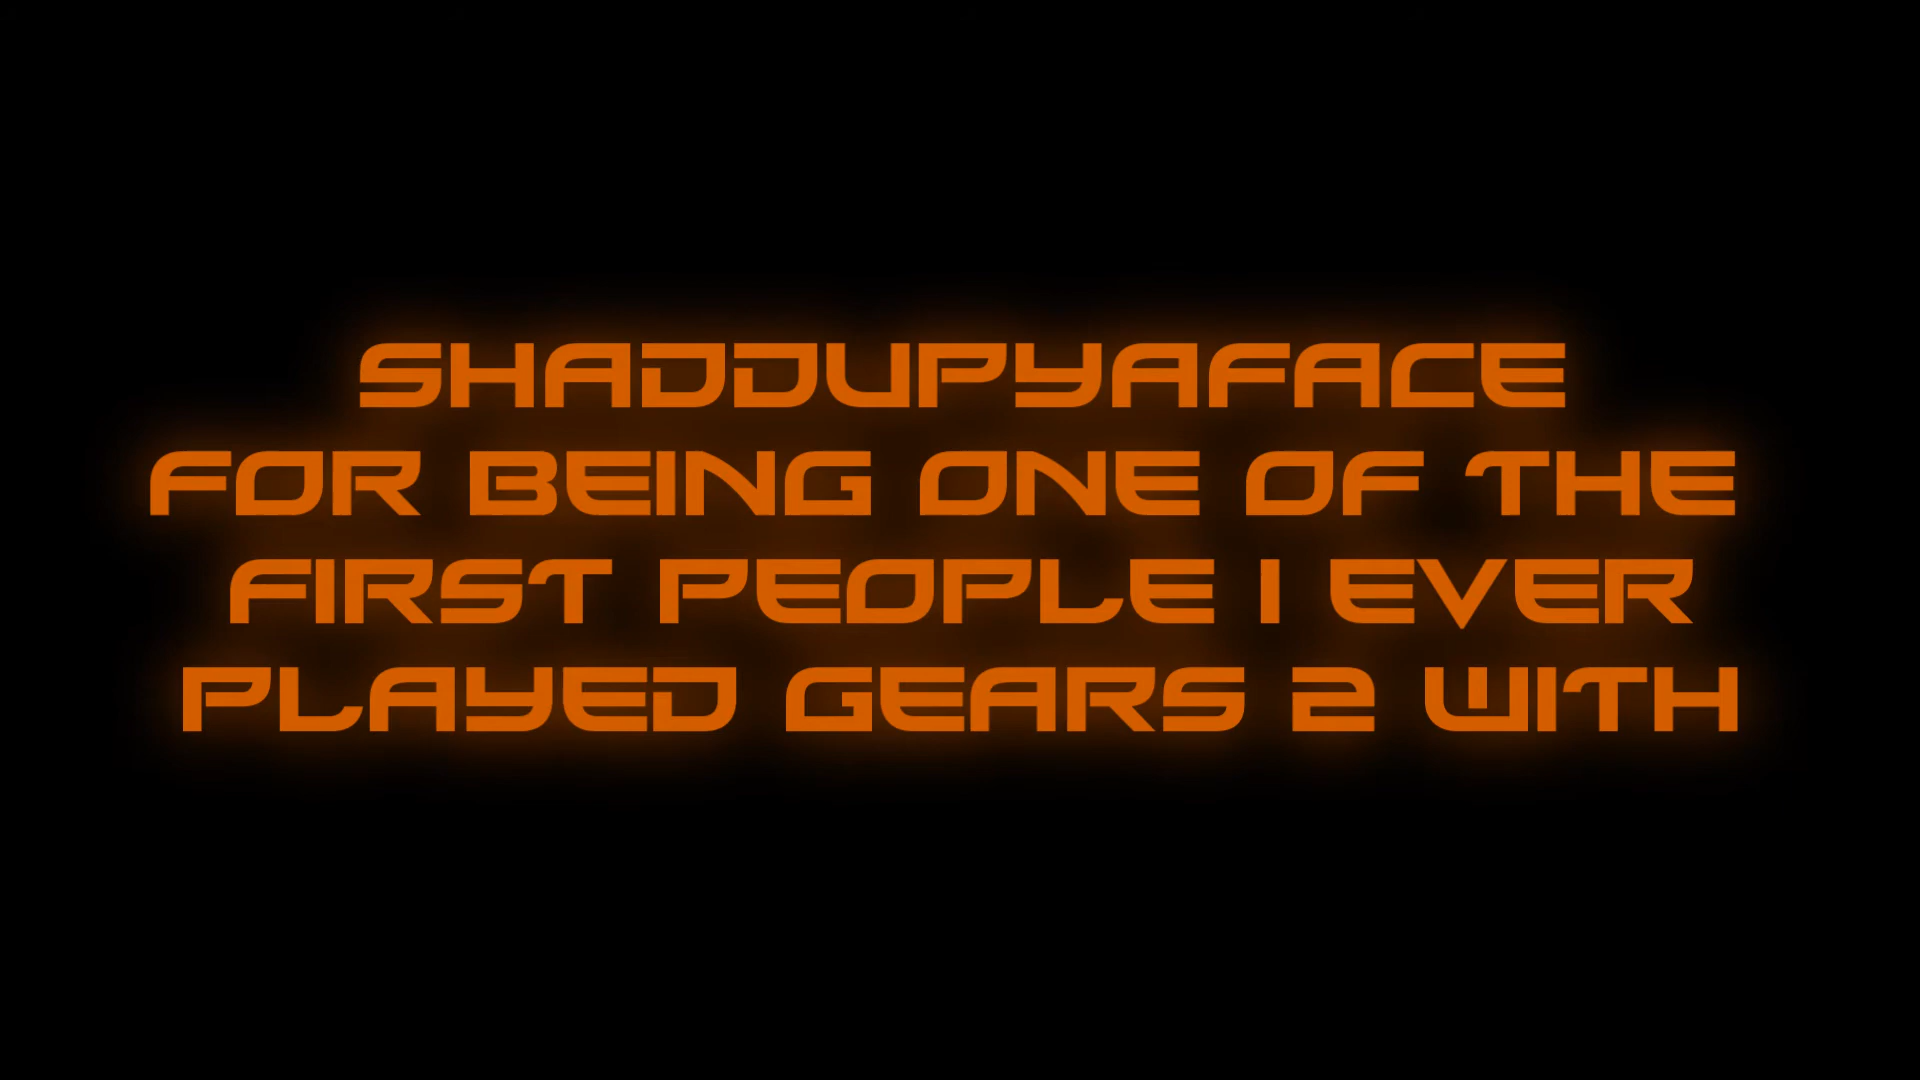 SHADDUPYAFACE
FOR BEING ONE OF THE
FIRST PEOPLE I EVER
PLAYED GEARS 2 WITH